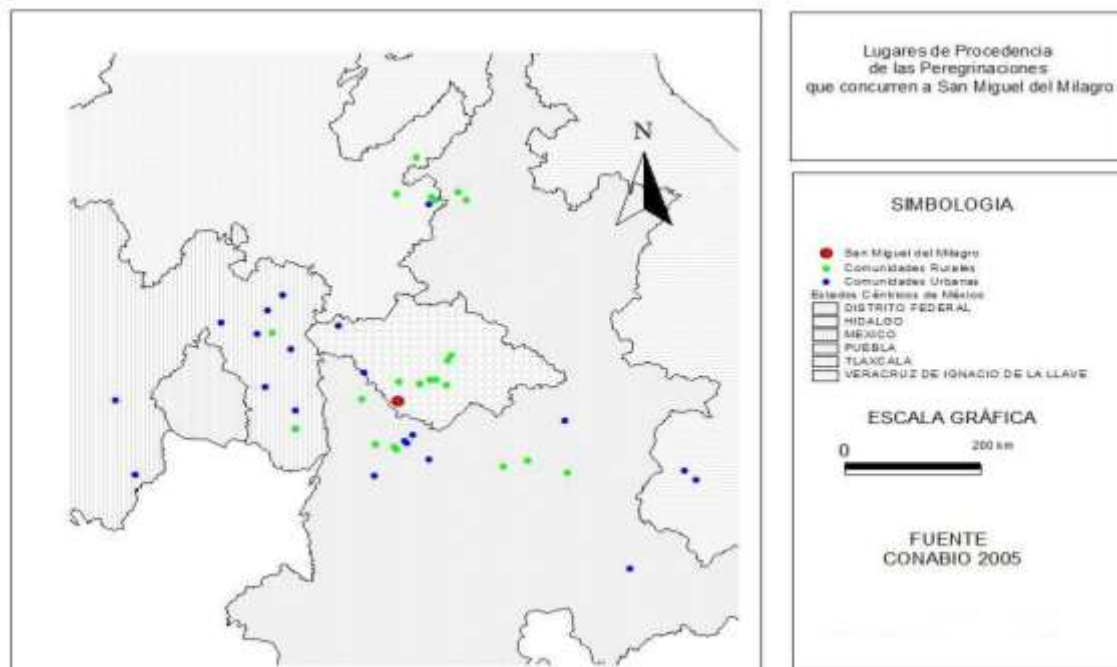 Lugares de Procedencia
de las Peregrinaciones
que concurren a San Miguel del Milagro
N
SIMBOLOGIA
San Miguel del Milagro
Comunidades Rurales
Comunidades Urbanas
Estados Céntricos de México
DISTRITO FEDERAL
HIDALGO
MEXICO
PUEBLA
TLAXCALA
VERACRUZ DE IGNACIO DE LA LLAVE
ESCALA GRÁFICA
0 200 km
FUENTE
CONABIO 2005